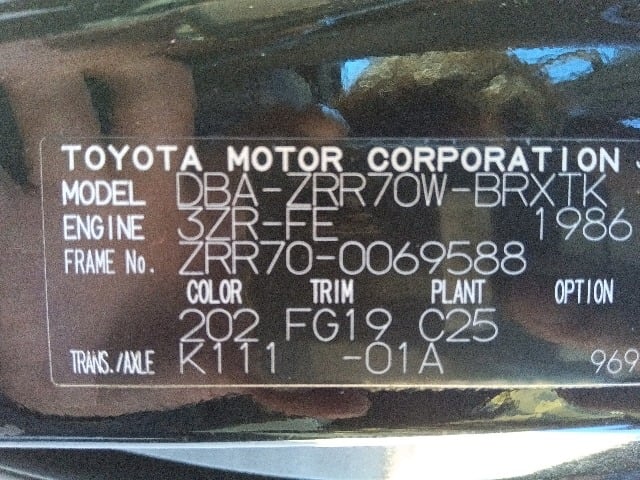 TOYOTA MOTOR CORPORATION
MODEL DBA-ZRR70W-BRXTK
ENGINE 3ZR-FE 1986
FRAME No. ZRR70-0069588
COLOR TRIM PLANT OPTION
202 FG19 C25
TRANS./AXLE K111 -01A 969